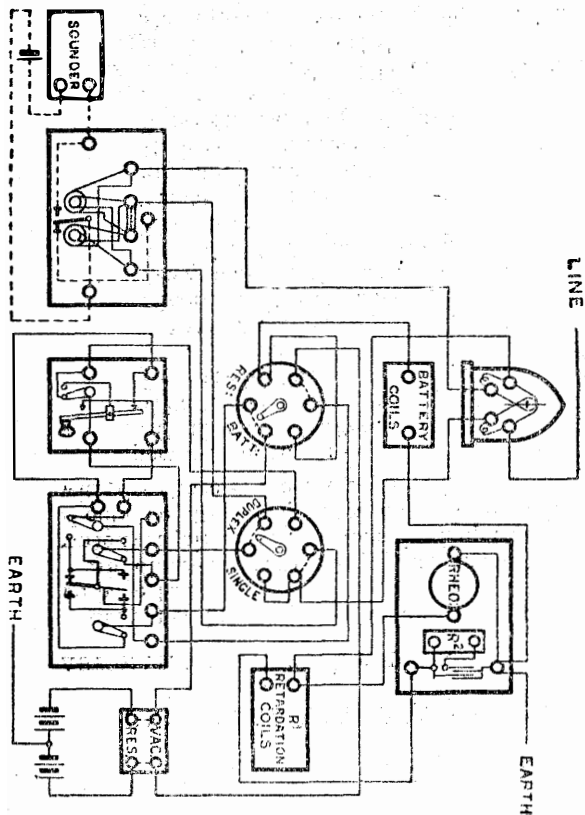 SOUNDER
LINE
RES:
BATT:
BATTERY
COILS
DUPLEX
SINGLE
RHEO.
R²
EARTH
R¹
RETARDATION
COILS
VAC
RES
EARTH